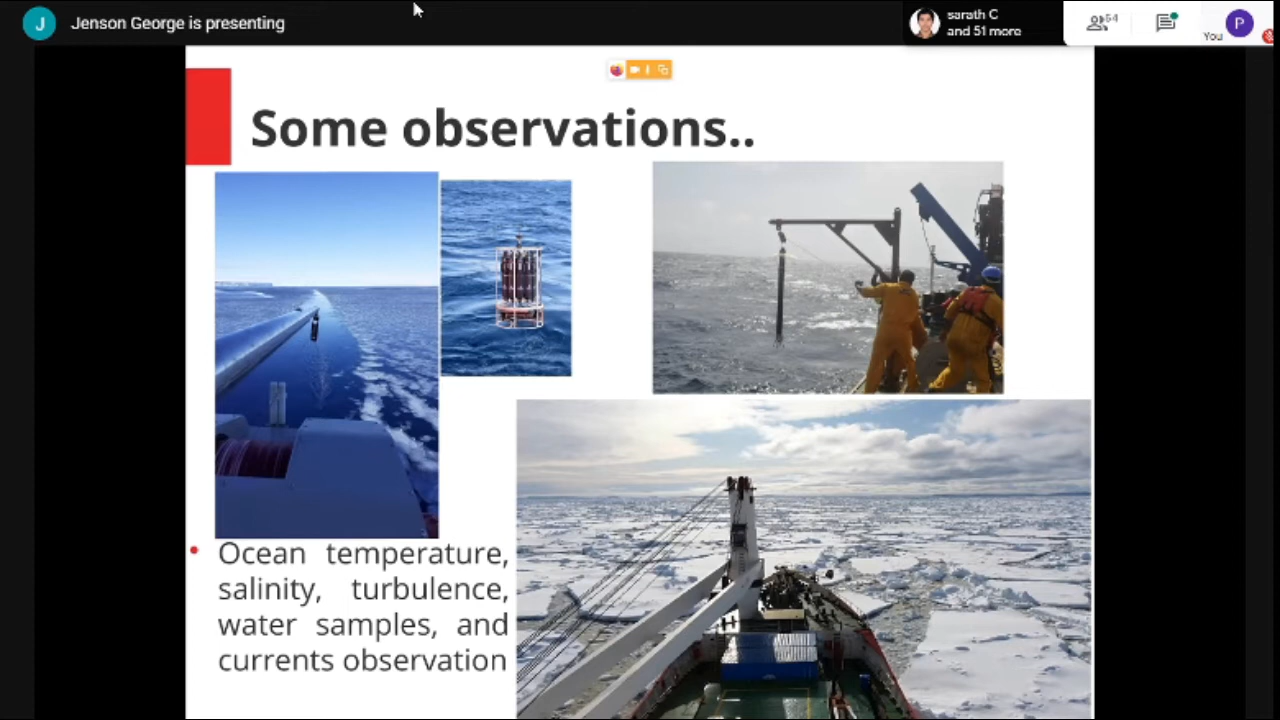 J
Jenson George is presenting
sarath C
and 51 more
54
You
P
Some observations..
• Ocean temperature,
salinity, turbulence,
water samples, and
currents observation